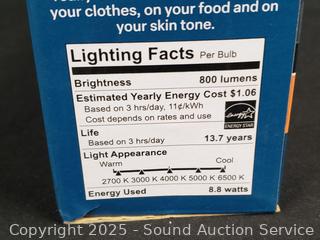 your clothes, on your food and on
your skin tone.
Lighting Facts Per Bulb
Brightness 800 lumens
Estimated Yearly Energy Cost $1.06
Based on 3 hrs/day, 11¢/kWh
Cost depends on rates and use
ENERGY STAR
Life
Based on 3 hrs/day 13.7 years
Light Appearance
Warm Cool
2700 K 3000 K 4000 K 5000 K 6500 K
Energy Used 8.8 watts
Copyright 2025 - Sound Auction Service